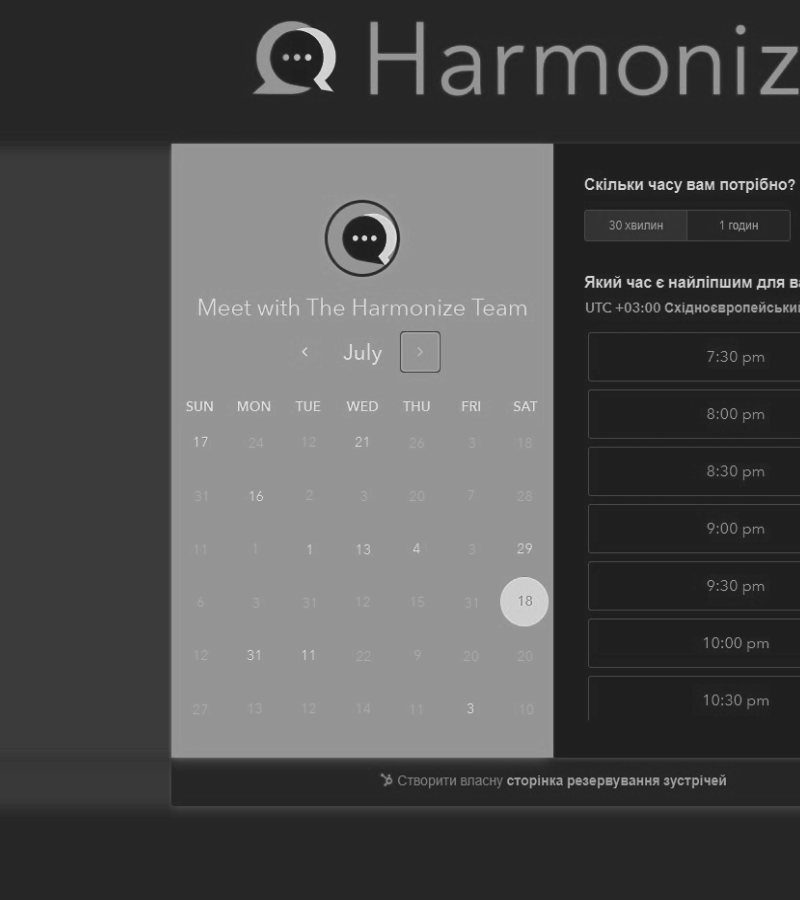 Harmoniz
Meet with The Harmonize Team
July
SUN MON TUE WED THU FRI SAT
17 24 12 21 26 3 18
31 16 2 3 20 7 28
11 1 1 13 4 3 29
6 3 31 12 15 31 18
12 31 11 22 9 20 20
27 13 12 14 11 3 10
Скільки часу вам потрібно?
30 хвилин 1 годин
Який час є найліпшим для ва
UTC +03:00 Східноєвропейськи
7:30 pm
8:00 pm
8:30 pm
9:00 pm
9:30 pm
10:00 pm
10:30 pm
Створити власну сторінка резервування зустрічей